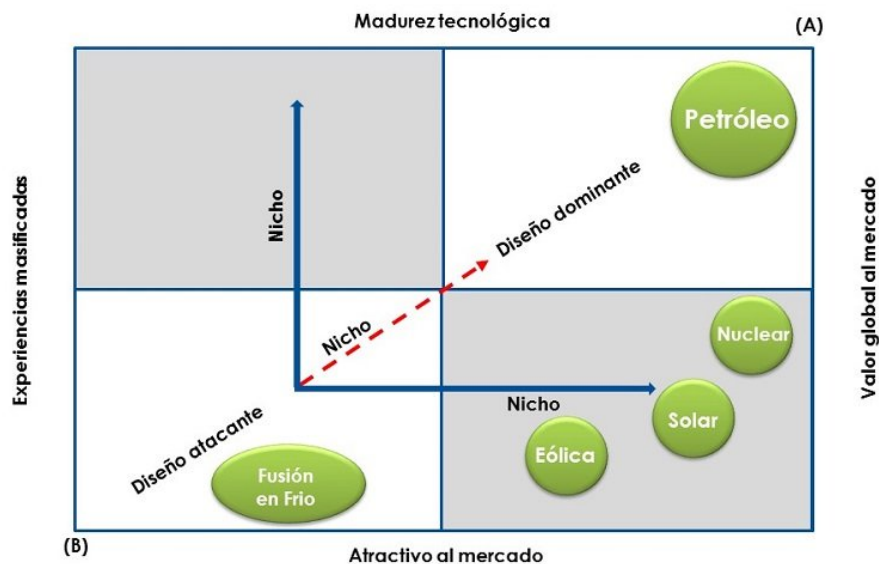 Madurez tecnológica
(A)
Petróleo
Experiencias masificadas
Valor global al mercado
Nicho
Diseño dominante
Nicho
Nuclear
Nicho
Solar
Diseño atacante
Eólica
Fusión
en Frio
(B)
Atractivo al mercado